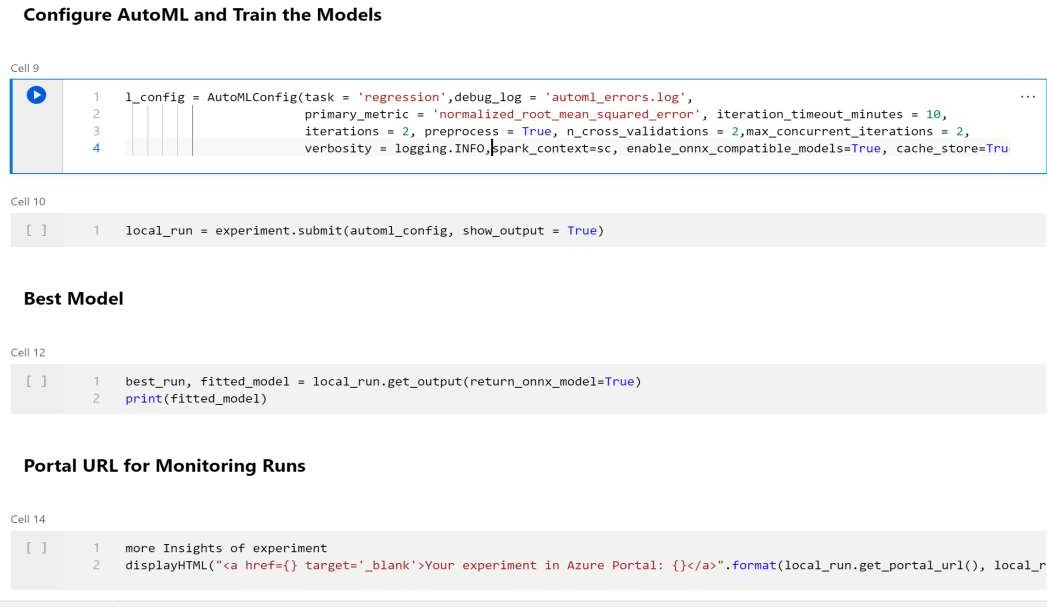 Configure AutoML and Train the Models
Cell 9
1 l_config = AutoMLConfig(task = 'regression',debug_log = 'automl_errors.log',
2 primary_metric = 'normalized_root_mean_squared_error', iteration_timeout_minutes = 10,
3 iterations = 2, preprocess = True, n_cross_validations = 2,max_concurrent_iterations = 2,
4 verbosity = logging.INFO,spark_context=sc, enable_onnx_compatible_models=True, cache_store=Tru
...
Cell 10
[ ] 1 local_run = experiment.submit(automl_config, show_output = True)
Best Model
Cell 12
[ ] 1 best_run, fitted_model = local_run.get_output(return_onnx_model=True)
2 print(fitted_model)
Portal URL for Monitoring Runs
Cell 14
[ ] 1 more Insights of experiment
2 displayHTML("<a href={} target='_blank'>Your experiment in Azure Portal: {}</a>".format(local_run.get_portal_url(), local_r